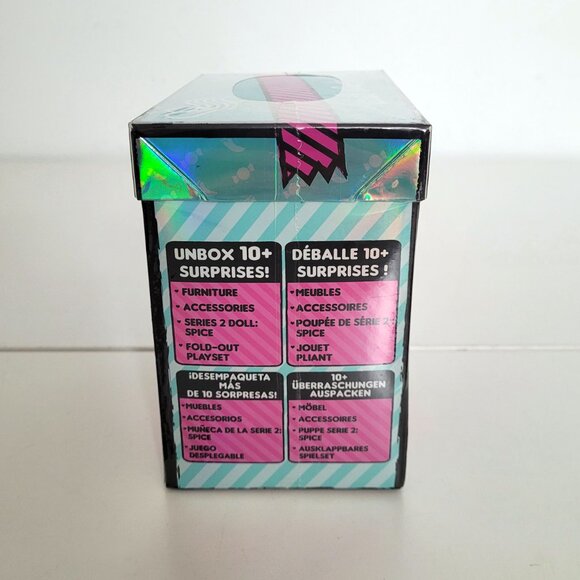 UNBOX 10+
SURPRISES!
FURNITURE
ACCESSORIES
SERIES 2 DOLL:
SPICE
FOLD-OUT
PLAYSET
DÉBALLE 10+
SURPRISES !
MEUBLES
ACCESSOIRES
POUPÉE DE SÉRIE 2:
SPICE
JOUET
PLIANT
¡DESEMPAQUETA
MÁS
DE 10 SORPRESAS!
MUEBLES
ACCESORIOS
MUÑECA DE LA SERIE 2:
SPICE
JUEGO
DESPLEGABLE
10+
ÜBERRASCHUNGEN
AUSPACKEN
MÖBEL
ACCESSOIRES
PUPPE SERIE 2:
SPICE
AUSKLAPPBARES
SPIELSET